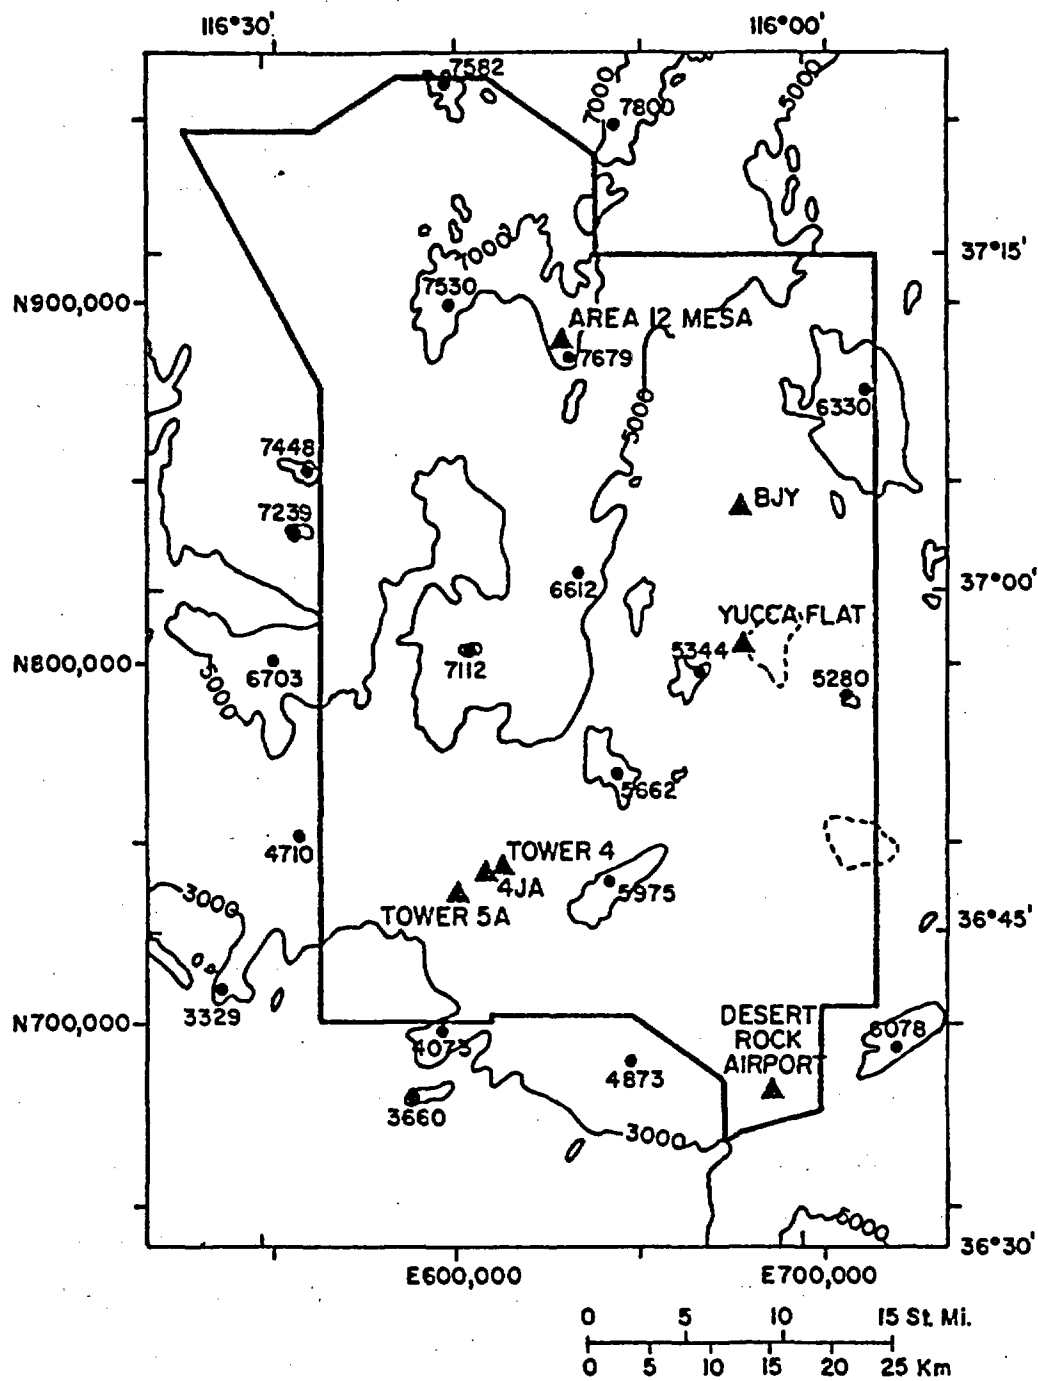 116°30'
116°00'
7582
7000
7800
5000
37°15'
7000
7530
N900,000
AREA 12 MESA
7679
5000
6330
7448
BJY
7239
6612
37°00'
YUCCA FLAT
5344
N800,000
6703
7112
5280
5000
5662
4710
TOWER 4
4JA
5975
3000
TOWER 5A
36°45'
3329
N700,000
DESERT
ROCK
AIRPORT
6078
4073
4873
3660
3000
5000
36°30'
E600,000
E700,000
0 5 10 15 St. Mi.
0 5 10 15 20 25 Km